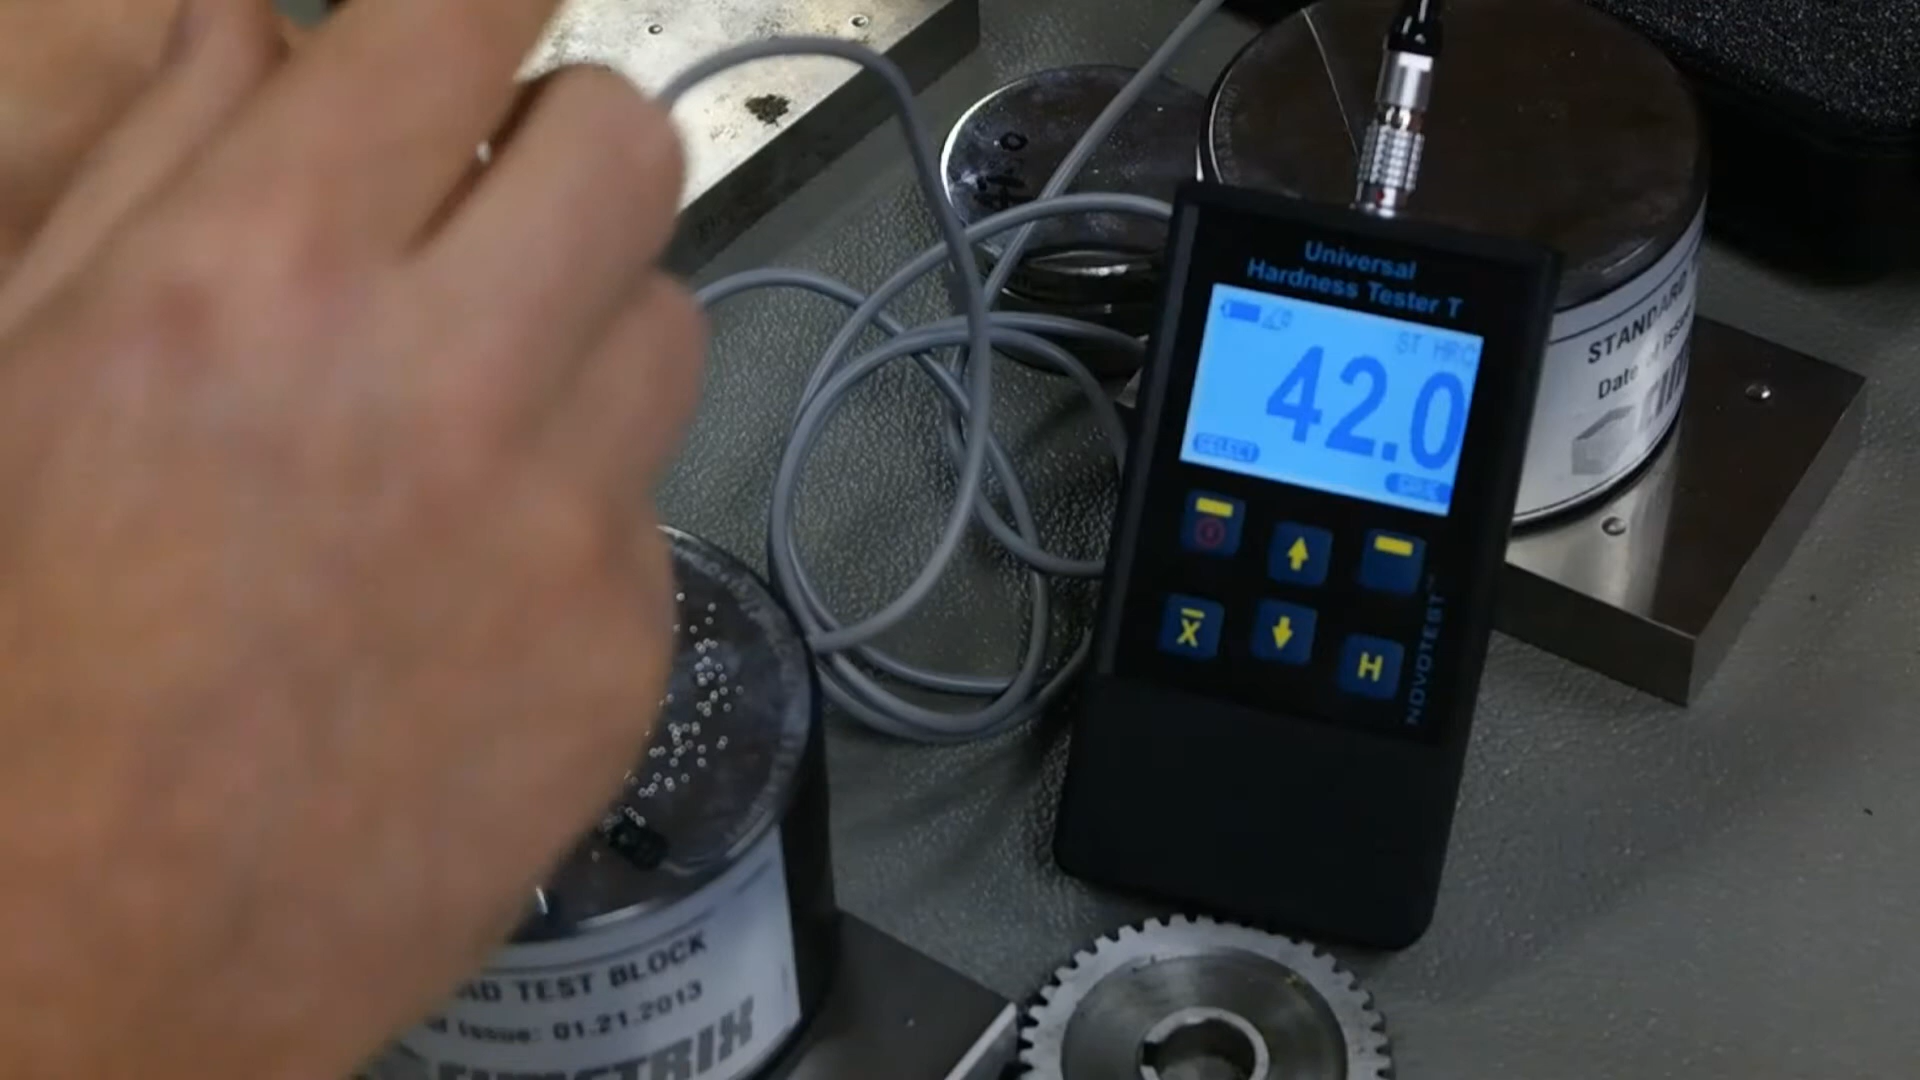 Universal
Hardness Tester T
ST HRC
42.0
SELECT
X
H
NOVOTEST
STANDARD
Date of issue
TEST BLOCK
issue: 01.21.2013